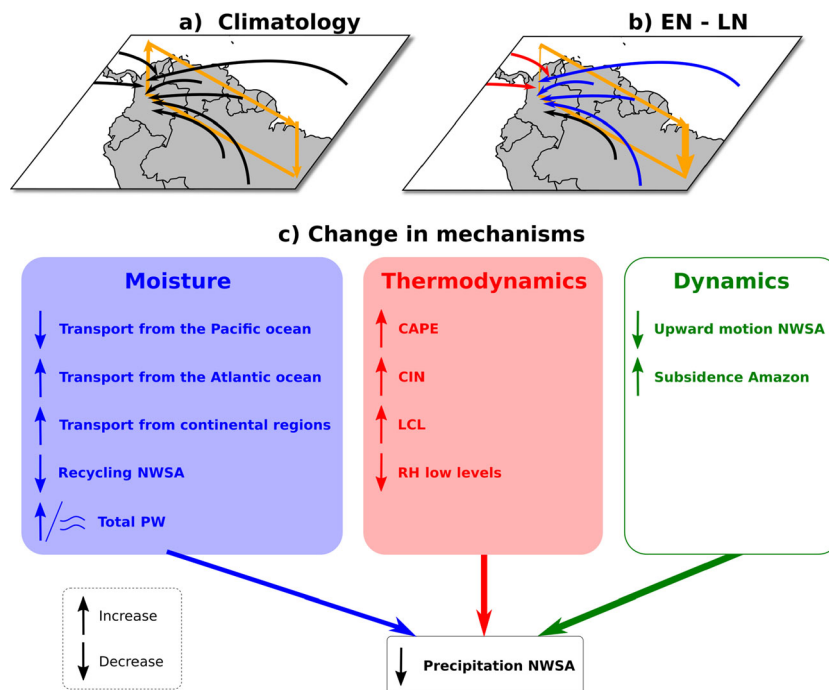 a) Climatology
b) EN - LN
c) Change in mechanisms
Moisture
Transport from the Pacific ocean
Transport from the Atlantic ocean
Transport from continental regions
Recycling NWSA
Total PW
Thermodynamics
CAPE
CIN
LCL
RH low levels
Dynamics
Upward motion NWSA
Subsidence Amazon
Increase
Decrease
Precipitation NWSA